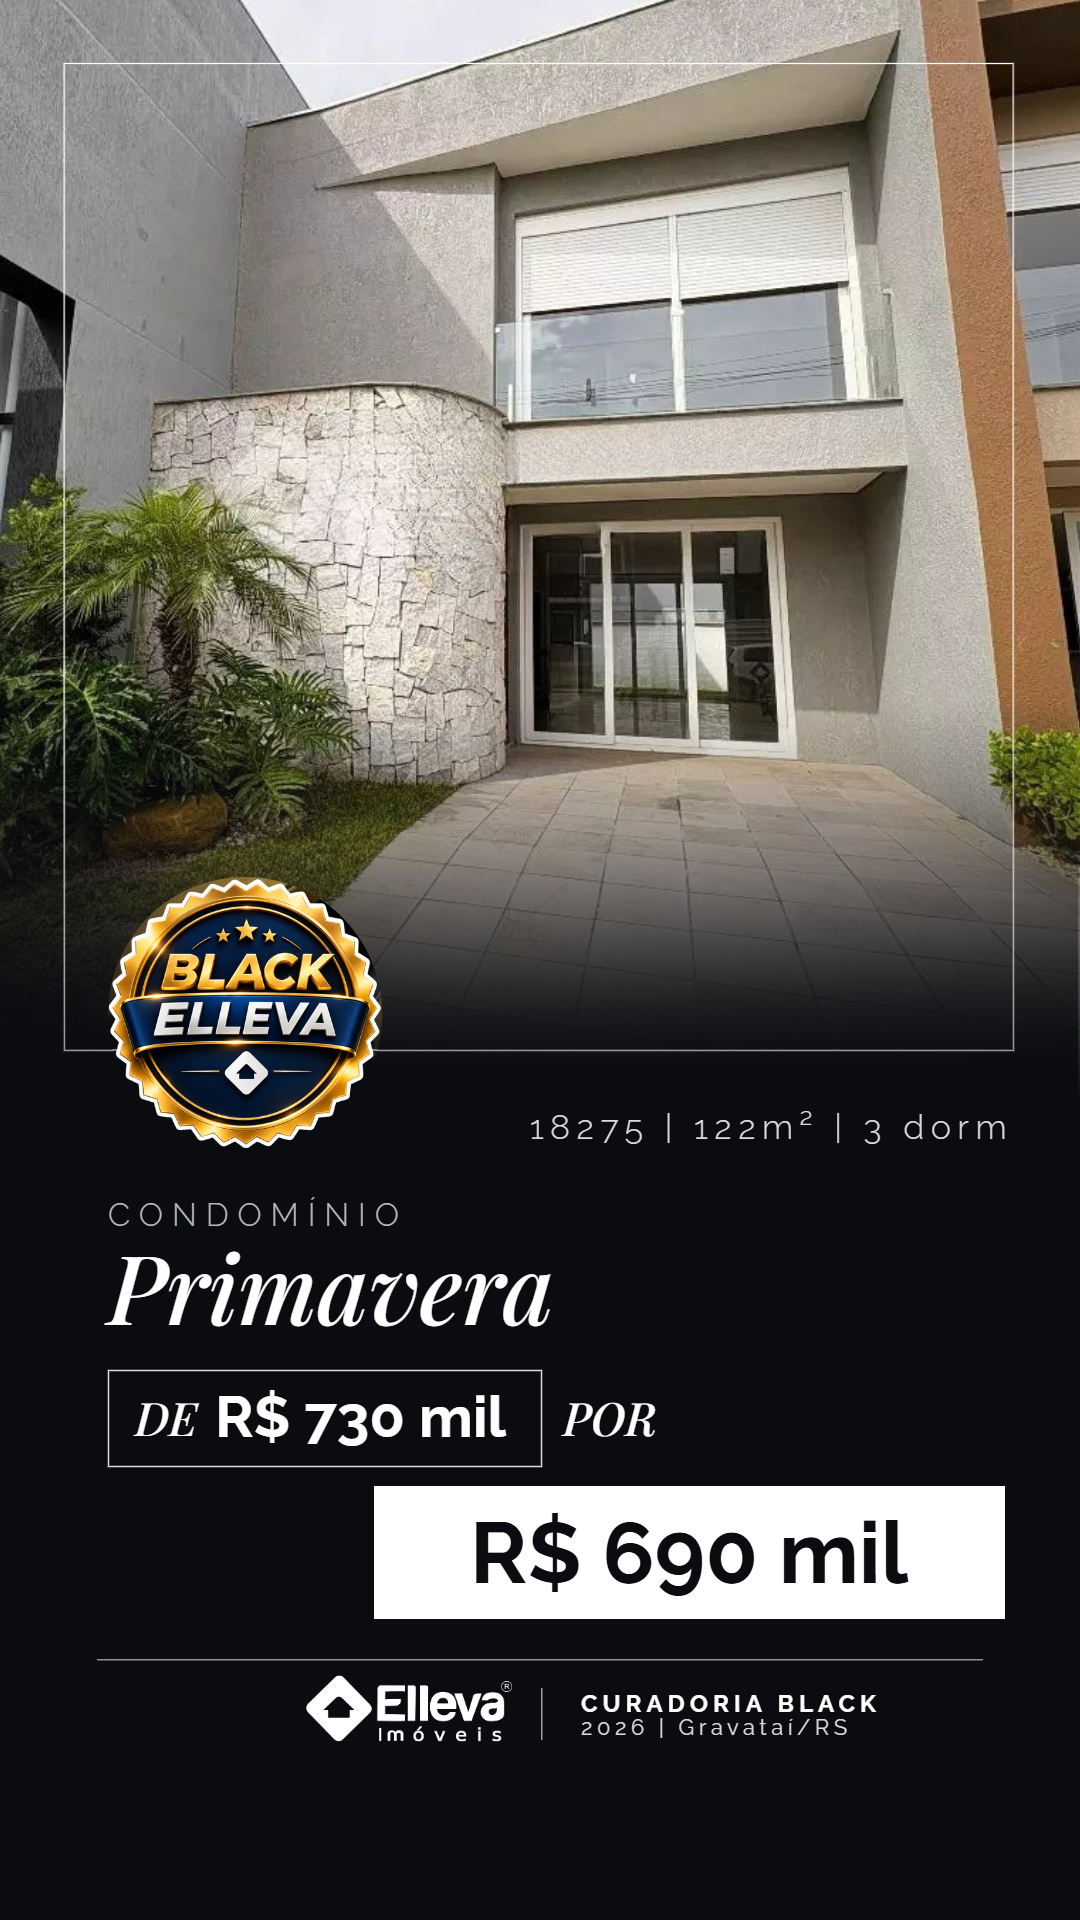 BLACK
ELLEVA
18275 | 122m² | 3 dorm
CONDOMÍNIO
Primavera
DE R$ 730 mil POR
R$ 690 mil
Elleva®
Imóveis
CURADORIA BLACK
2026 | Gravataí/RS